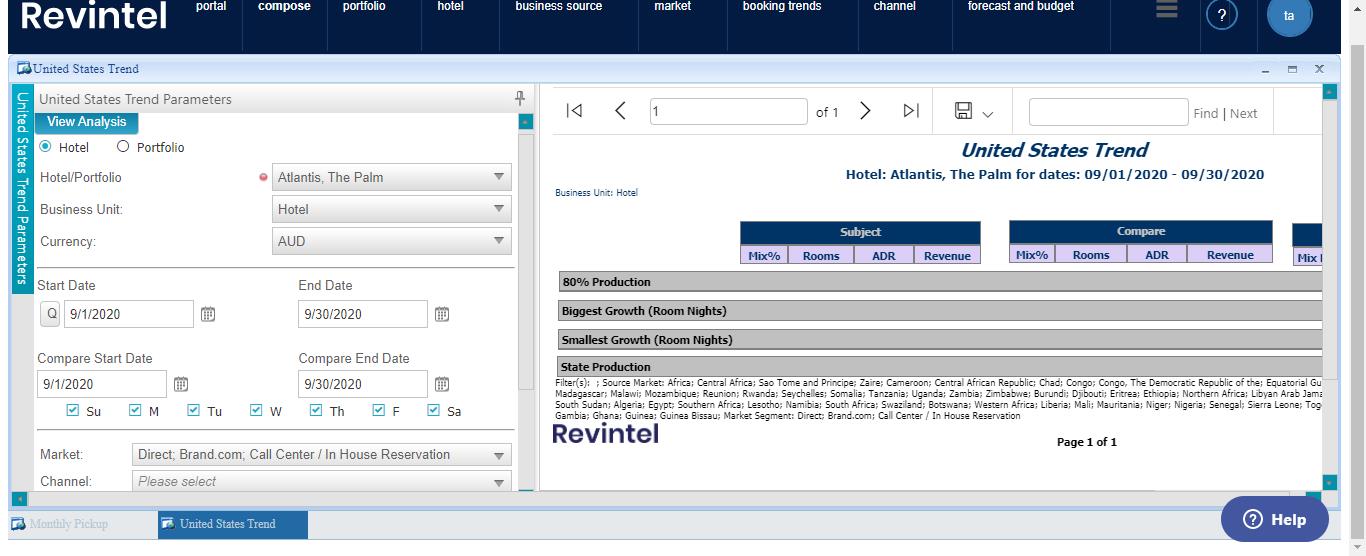 Revintel
portal
compose
portfolio
hotel
business source
market
booking trends
channel
forecast and budget
?
ta
United States Trend
United States Trend Parameters
United States Trend Parameters
View Analysis
Hotel
Portfolio
Hotel/Portfolio
Atlantis, The Palm
Business Unit:
Hotel
Currency:
AUD
Start Date
End Date
Q
9/1/2020
9/30/2020
Compare Start Date
Compare End Date
9/1/2020
9/30/2020
Su
M
Tu
W
Th
F
Sa
Market:
Direct; Brand.com; Call Center / In House Reservation
Channel:
Please select
1
of 1
Find | Next
United States Trend
Hotel: Atlantis, The Palm for dates: 09/01/2020 - 09/30/2020
Business Unit: Hotel
Subject
Compare
Mix%
Rooms
ADR
Revenue
Mix%
Rooms
ADR
Revenue
Mix
80% Production
Biggest Growth (Room Nights)
Smallest Growth (Room Nights)
State Production
Filter(s): ; Source Market: Africa; Central Africa; Sao Tome and Principe; Zaire; Cameroon; Central African Republic; Chad; Congo; Congo, The Democratic Republic of the; Equatorial Gu
Madagascar; Malawi; Mozambique; Reunion; Rwanda; Seychelles; Somalia; Tanzania; Uganda; Zambia; Zimbabwe; Burundi; Djibouti; Eritrea; Ethiopia; Northern Africa; Libyan Arab Jama
South Sudan; Algeria; Egypt; Southern Africa; Lesotho; Namibia; South Africa; Swaziland; Botswana; Western Africa; Liberia; Mali; Mauritania; Niger; Nigeria; Senegal; Sierra Leone; Tog
Gambia; Ghana; Guinea; Guinea Bissau; Market Segment: Direct; Brand.com; Call Center / In House Reservation
Revintel
Page 1 of 1
Monthly Pickup
United States Trend
? Help